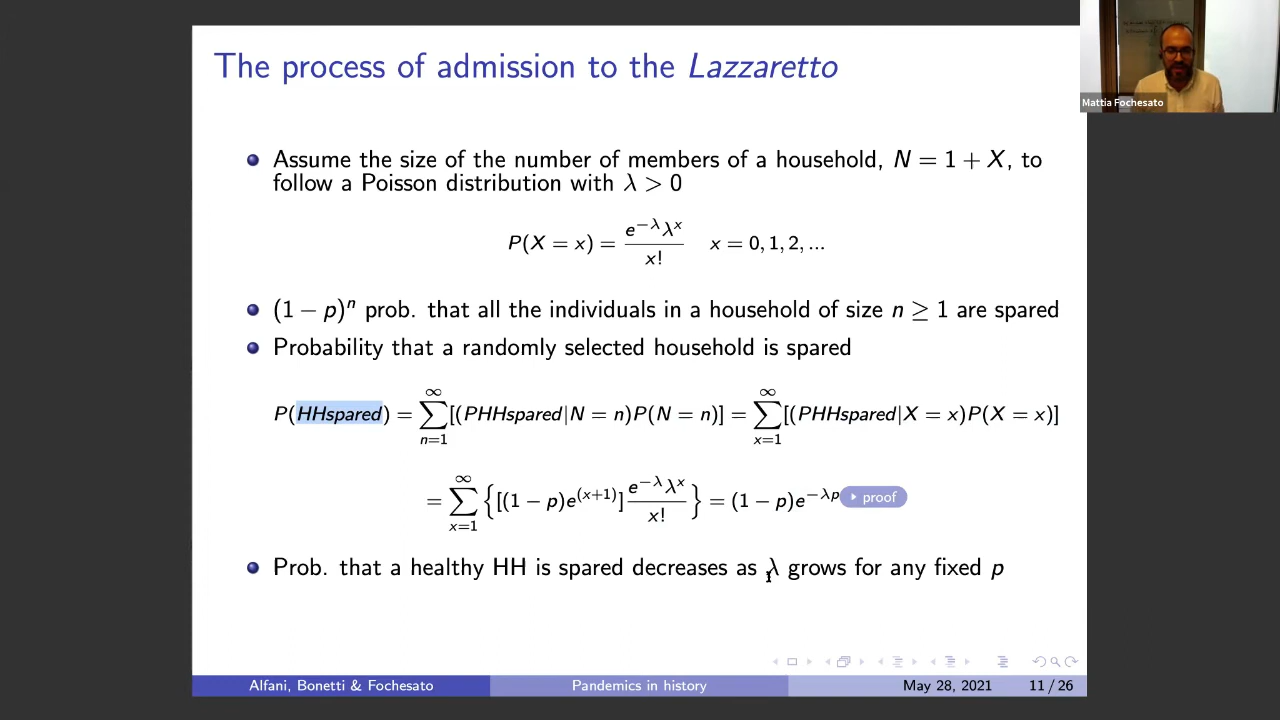 The process of admission to the Lazzaretto
Mattia Fochesato
Assume the size of the number of members of a household, N = 1 + X, to
follow a Poisson distribution with λ > 0
P(X = x) = e^{−λ}λ^x / x!   x = 0, 1, 2, ...
(1 − p)^n prob. that all the individuals in a household of size n ≥ 1 are spared
Probability that a randomly selected household is spared
P(HHspared) = ∑_{n=1}^{∞} [(PHHspared|N = n)P(N = n)] = ∑_{x=1}^{∞} [(PHHspared|X = x)P(X = x)]
= ∑_{x=1}^{∞} {[(1 − p)e^{(x+1)}] e^{−λ}λ^x / x!} = (1 − p)e^{−λp} proof
Prob. that a healthy HH is spared decreases as λ grows for any fixed p
Alfani, Bonetti & Fochesato Pandemics in history May 28, 2021 11 / 26